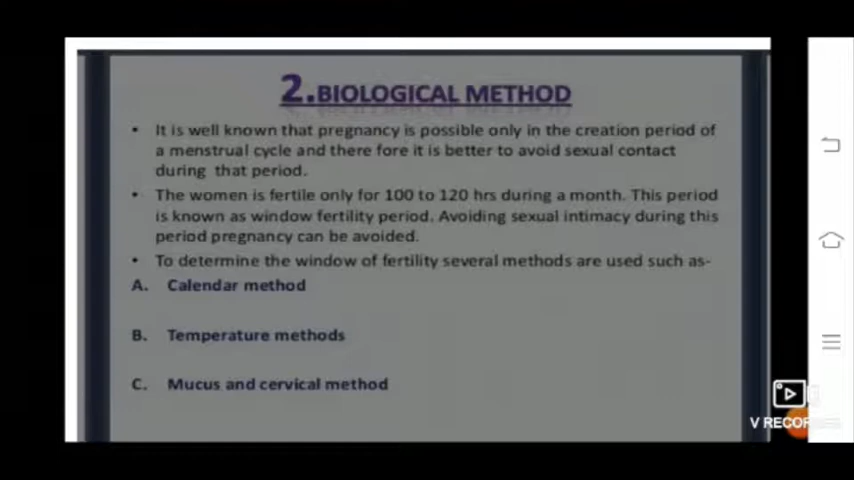 2.BIOLOGICAL METHOD
• It is well known that pregnancy is possible only in the creation period of
a menstrual cycle and there fore it is better to avoid sexual contact
during that period.
• The women is fertile only for 100 to 120 hrs during a month. This period
is known as window fertility period. Avoiding sexual intimacy during this
period pregnancy can be avoided.
• To determine the window of fertility several methods are used such as-
A. Calendar method
B. Temperature methods
C. Mucus and cervical method
V RECOR